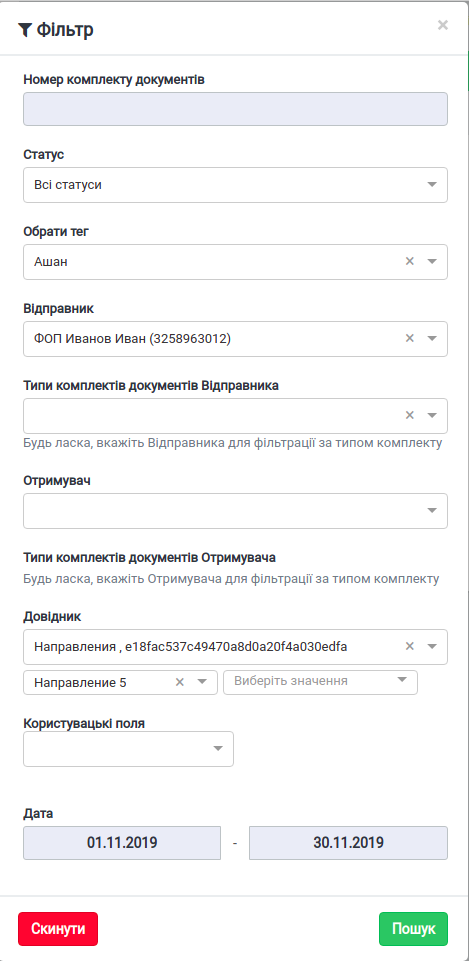 Фільтр
Номер комплекту документів
Статус
Всі статуси
Обрати тег
Ашан
Відправник
ФОП Иванов Иван (3258963012)
Типи комплектів документів Відправника
Будь ласка, вкажіть Відправника для фільтрації за типом комплекту
Отримувач
Типи комплектів документів Отримувача
Будь ласка, вкажіть Отримувача для фільтрації за типом комплекту
Довідник
Направления , e18fac537c49470a8d0a20f4a030edfa
Направление 5 Виберіть значення
Користувацькі поля
Дата
01.11.2019 - 30.11.2019
Скинути Пошук